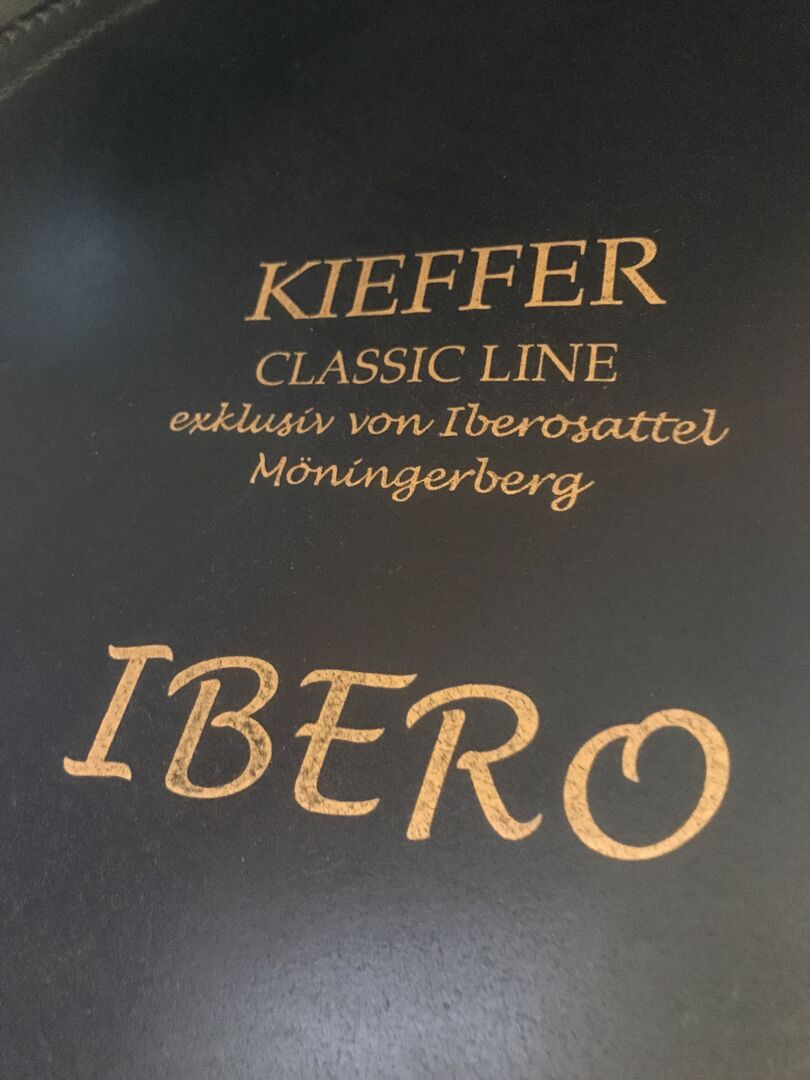 KIEFFER
CLASSIC LINE
exklusiv von Iberosattel
Möningerberg
IBERO